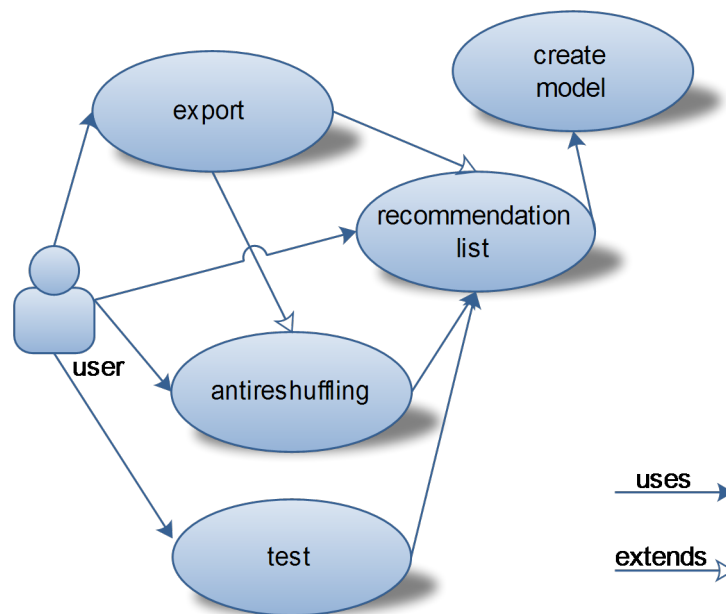 create
model
export
recommendation
list
user
antireshuffling
uses
test
extends